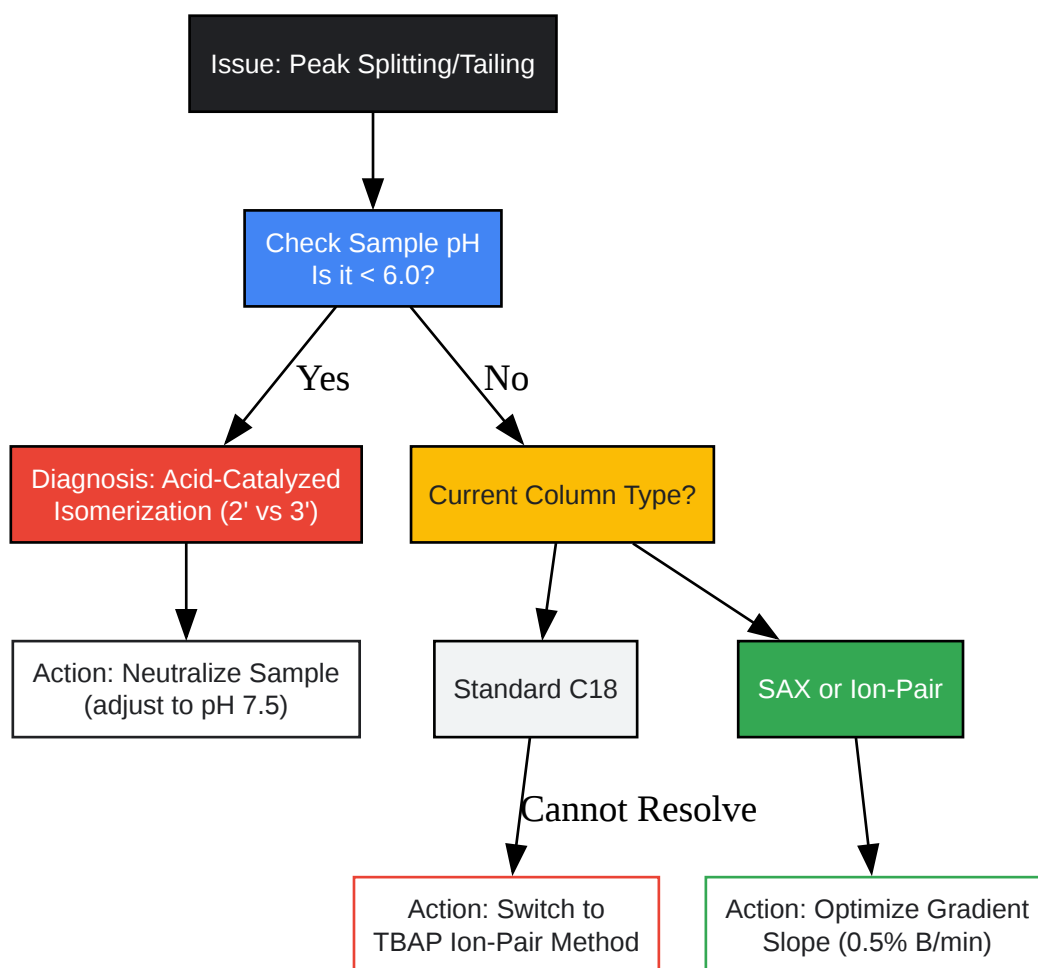 Issue: Peak Splitting/Tailing
Check Sample pH
Is it < 6.0?
Yes
No
Diagnosis: Acid-Catalyzed
Isomerization (2' vs 3')
Current Column Type?
Action: Neutralize Sample
(adjust to pH 7.5)
Standard C18
SAX or Ion-Pair
Cannot Resolve
Action: Switch to
TBAP Ion-Pair Method
Action: Optimize Gradient
Slope (0.5% B/min)